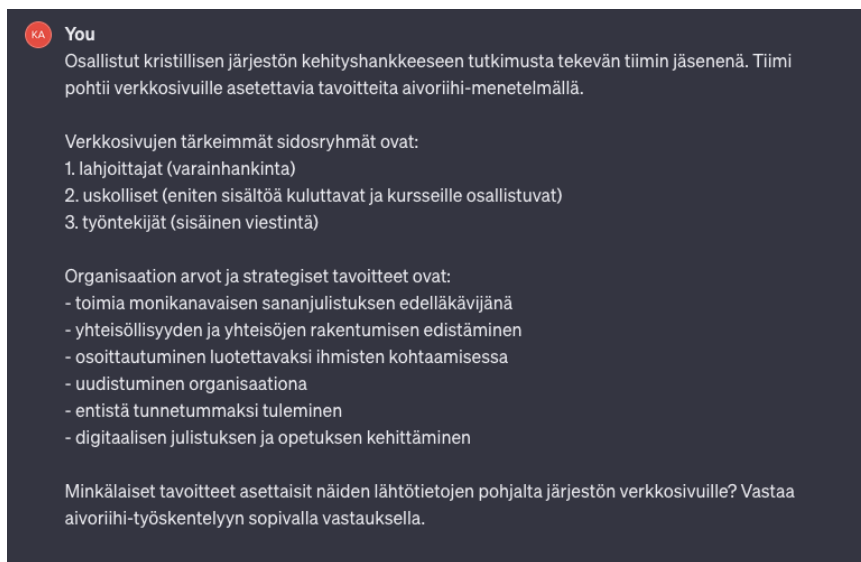 KA You
Osallistut kristillisen järjestön kehityshankkeeseen tutkimusta tekevän tiimin jäsenenä. Tiimi
pohtii verkkosivuille asetettavia tavoitteita aivoriihi-menetelmällä.
Verkkosivujen tärkeimmät sidosryhmät ovat:
1. lahjoittajat (varainhankinta)
2. uskolliset (eniten sisältöä kuluttavat ja kursseille osallistuvat)
3. työntekijät (sisäinen viestintä)
Organisaation arvot ja strategiset tavoitteet ovat:
- toimia monikanavaisen sananjulistuksen edelläkävijänä
- yhteisöllisyyden ja yhteisöjen rakentumisen edistäminen
- osoittautuminen luotettavaksi ihmisten kohtaamisessa
- uudistuminen organisaationa
- entistä tunnetummaksi tuleminen
- digitaalisen julistuksen ja opetuksen kehittäminen
Minkälaiset tavoitteet asettaisit näiden lähtötietojen pohjalta järjestön verkkosivuille? Vastaa
aivoriihi-työskentelyyn sopivalla vastauksella.